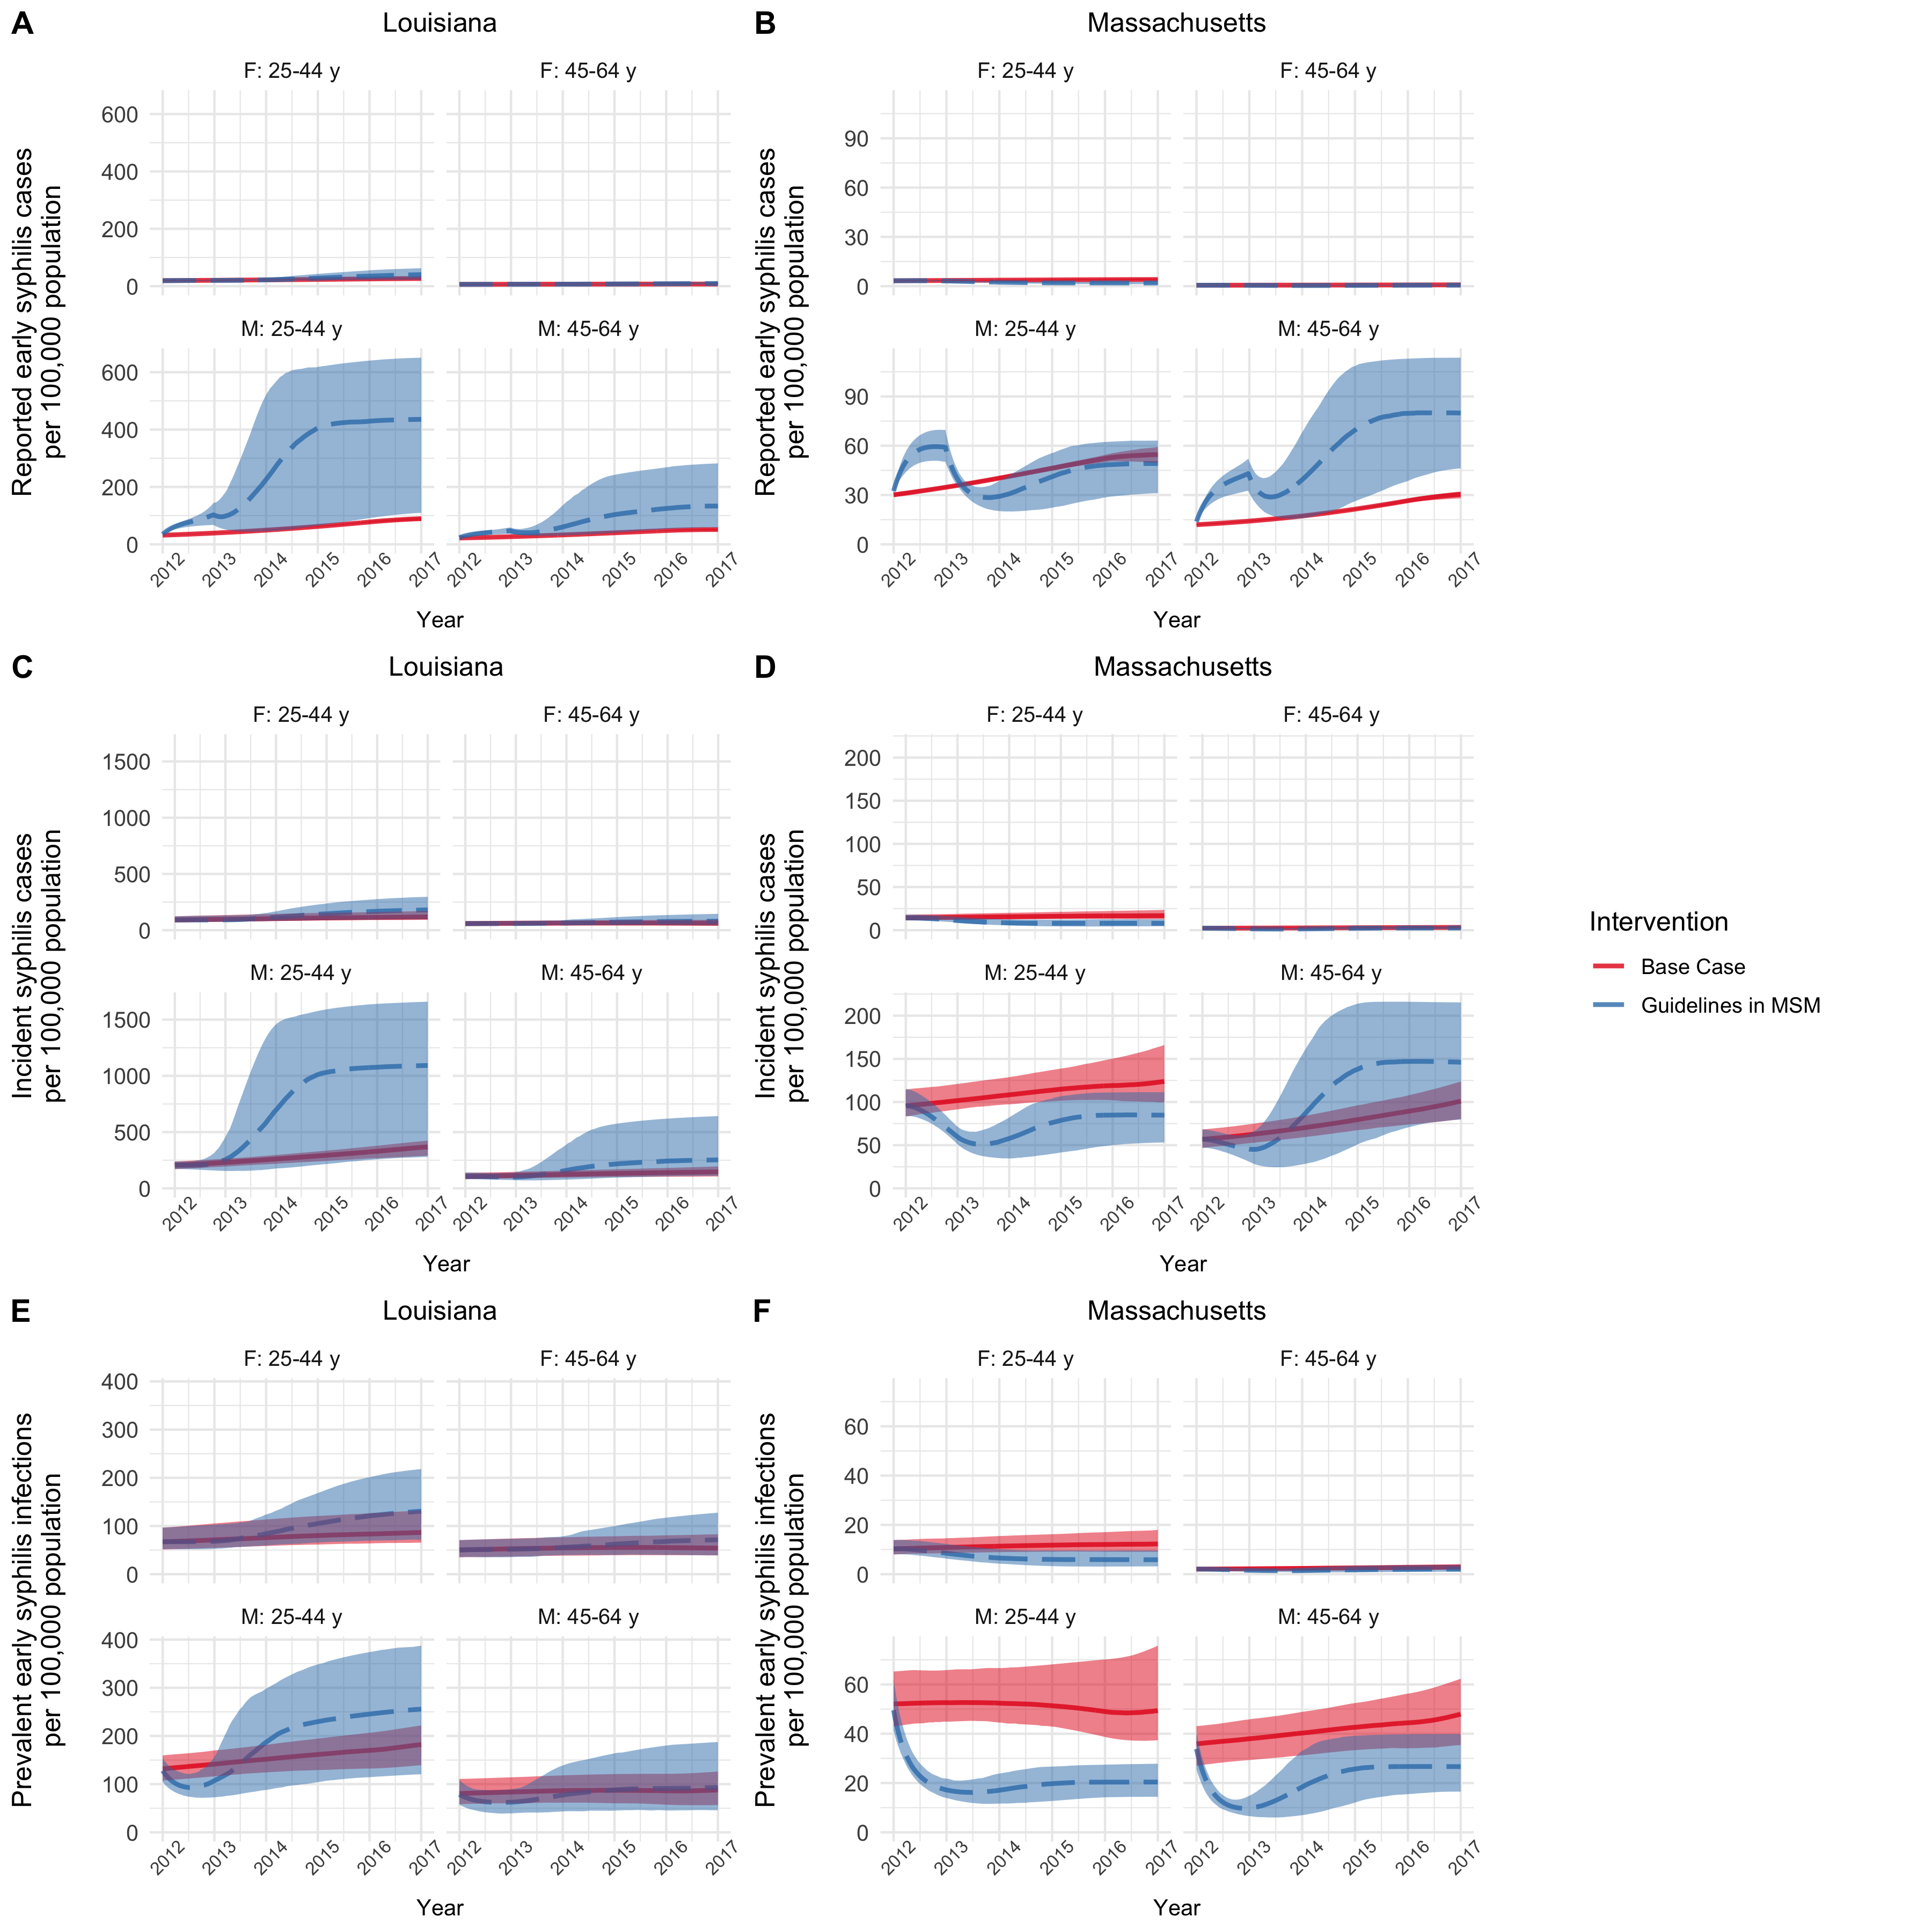 A
Louisiana
F: 25-44 y
F: 45-64 y
Reported early syphilis cases
per 100,000 population
600
400
200
0
M: 25-44 y
M: 45-64 y
600
400
200
0
2012
2013
2014
2015
2016
2017
2012
2013
2014
2015
2016
2017
Year
B
Massachusetts
F: 25-44 y
F: 45-64 y
Reported early syphilis cases
per 100,000 population
90
60
30
0
M: 25-44 y
M: 45-64 y
90
60
30
0
2012
2013
2014
2015
2016
2017
2012
2013
2014
2015
2016
2017
Year
C
Louisiana
F: 25-44 y
F: 45-64 y
Incident syphilis cases
per 100,000 population
1500
1000
500
0
M: 25-44 y
M: 45-64 y
1500
1000
500
0
2012
2013
2014
2015
2016
2017
2012
2013
2014
2015
2016
2017
Year
D
Massachusetts
F: 25-44 y
F: 45-64 y
Incident syphilis cases
per 100,000 population
200
150
100
50
0
M: 25-44 y
M: 45-64 y
200
150
100
50
0
2012
2013
2014
2015
2016
2017
2012
2013
2014
2015
2016
2017
Year
Intervention
Base Case
Guidelines in MSM
E
Louisiana
F: 25-44 y
F: 45-64 y
Prevalent early syphilis infections
per 100,000 population
400
300
200
100
0
M: 25-44 y
M: 45-64 y
400
300
200
100
0
2012
2013
2014
2015
2016
2017
2012
2013
2014
2015
2016
2017
Year
F
Massachusetts
F: 25-44 y
F: 45-64 y
Prevalent early syphilis infections
per 100,000 population
60
40
20
0
M: 25-44 y
M: 45-64 y
60
40
20
0
2012
2013
2014
2015
2016
2017
2012
2013
2014
2015
2016
2017
Year